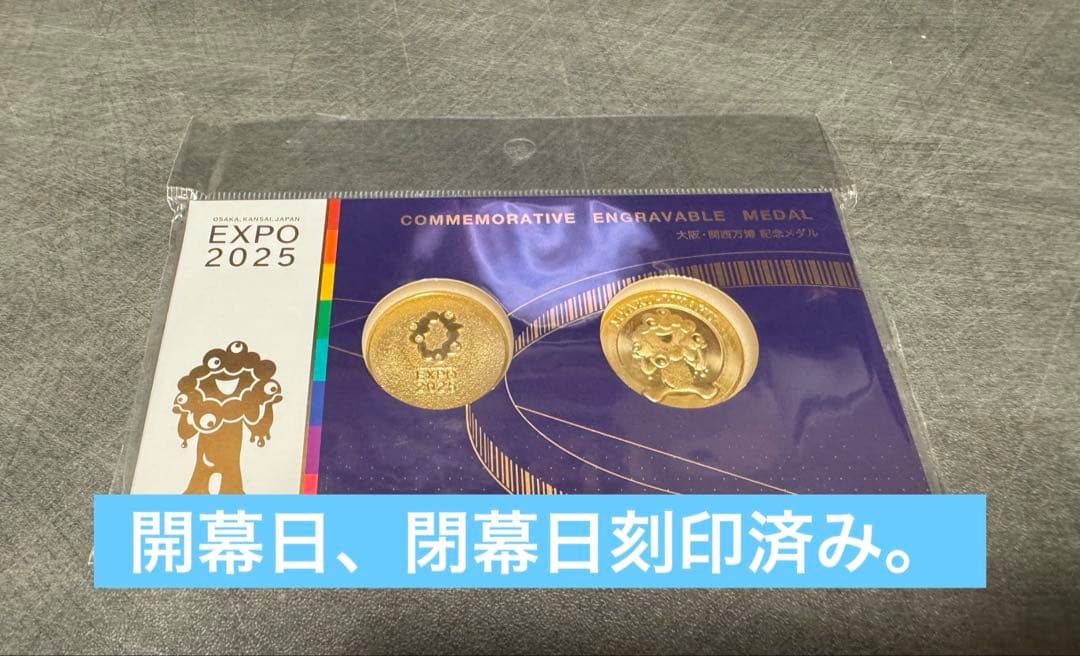 OSAKA, KANSAI, JAPAN
EXPO
2025
COMMEMORATIVE ENGRAVABLE MEDAL
大阪・関西万博 記念メダル
EXPO
2025
開幕日、閉幕日刻印済み。